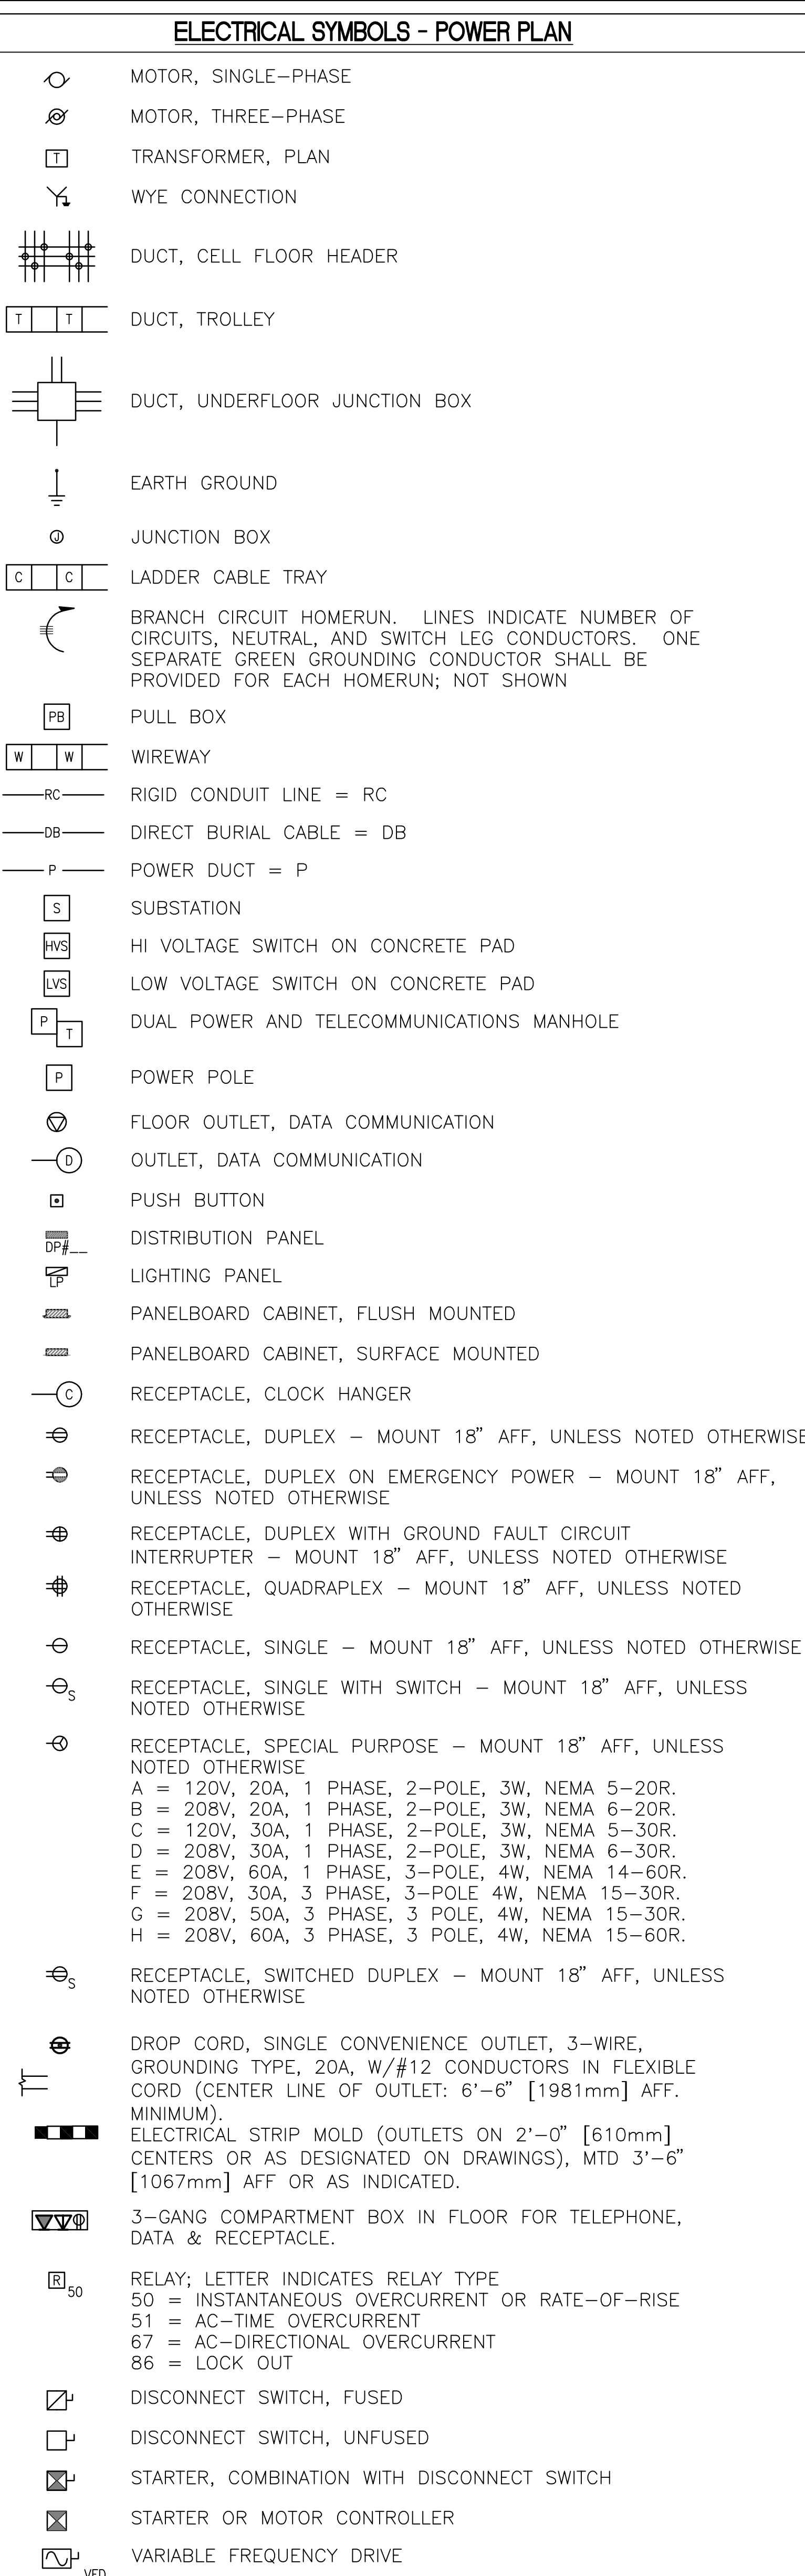 ELECTRICAL SYMBOLS - POWER PLAN
MOTOR, SINGLE-PHASE
MOTOR, THREE-PHASE
T TRANSFORMER, PLAN
WYE CONNECTION
DUCT, CELL FLOOR HEADER
T T DUCT, TROLLEY
DUCT, UNDERFLOOR JUNCTION BOX
EARTH GROUND
J JUNCTION BOX
C C LADDER CABLE TRAY
BRANCH CIRCUIT HOMERUN. LINES INDICATE NUMBER OF
CIRCUITS, NEUTRAL, AND SWITCH LEG CONDUCTORS. ONE
SEPARATE GREEN GROUNDING CONDUCTOR SHALL BE
PROVIDED FOR EACH HOMERUN; NOT SHOWN
PB PULL BOX
W W WIREWAY
RC RIGID CONDUIT LINE = RC
DB DIRECT BURIAL CABLE = DB
P POWER DUCT = P
S SUBSTATION
HVS HI VOLTAGE SWITCH ON CONCRETE PAD
LVS LOW VOLTAGE SWITCH ON CONCRETE PAD
P T DUAL POWER AND TELECOMMUNICATIONS MANHOLE
P POWER POLE
FLOOR OUTLET, DATA COMMUNICATION
D OUTLET, DATA COMMUNICATION
PUSH BUTTON
DP#__ DISTRIBUTION PANEL
LP LIGHTING PANEL
PANELBOARD CABINET, FLUSH MOUNTED
PANELBOARD CABINET, SURFACE MOUNTED
C RECEPTACLE, CLOCK HANGER
RECEPTACLE, DUPLEX - MOUNT 18" AFF, UNLESS NOTED OTHERWISE
RECEPTACLE, DUPLEX ON EMERGENCY POWER - MOUNT 18" AFF,
UNLESS NOTED OTHERWISE
RECEPTACLE, DUPLEX WITH GROUND FAULT CIRCUIT
INTERRUPTER - MOUNT 18" AFF, UNLESS NOTED OTHERWISE
RECEPTACLE, QUADRAPLEX - MOUNT 18" AFF, UNLESS NOTED
OTHERWISE
RECEPTACLE, SINGLE - MOUNT 18" AFF, UNLESS NOTED OTHERWISE
S RECEPTACLE, SINGLE WITH SWITCH - MOUNT 18" AFF, UNLESS
NOTED OTHERWISE
RECEPTACLE, SPECIAL PURPOSE - MOUNT 18" AFF, UNLESS
NOTED OTHERWISE
A = 120V, 20A, 1 PHASE, 2-POLE, 3W, NEMA 5-20R.
B = 208V, 20A, 1 PHASE, 2-POLE, 3W, NEMA 6-20R.
C = 120V, 30A, 1 PHASE, 2-POLE, 3W, NEMA 5-30R.
D = 208V, 30A, 1 PHASE, 2-POLE, 3W, NEMA 6-30R.
E = 208V, 60A, 1 PHASE, 3-POLE, 4W, NEMA 14-60R.
F = 208V, 30A, 3 PHASE, 3-POLE 4W, NEMA 15-30R.
G = 208V, 50A, 3 PHASE, 3 POLE, 4W, NEMA 15-30R.
H = 208V, 60A, 3 PHASE, 3 POLE, 4W, NEMA 15-60R.
S RECEPTACLE, SWITCHED DUPLEX - MOUNT 18" AFF, UNLESS
NOTED OTHERWISE
DROP CORD, SINGLE CONVENIENCE OUTLET, 3-WIRE,
GROUNDING TYPE, 20A, W/#12 CONDUCTORS IN FLEXIBLE
CORD (CENTER LINE OF OUTLET: 6'-6" [1981mm] AFF.
MINIMUM).
ELECTRICAL STRIP MOLD (OUTLETS ON 2'-0" [610mm]
CENTERS OR AS DESIGNATED ON DRAWINGS), MTD 3'-6"
[1067mm] AFF OR AS INDICATED.
3-GANG COMPARTMENT BOX IN FLOOR FOR TELEPHONE,
DATA & RECEPTACLE.
R 50 RELAY; LETTER INDICATES RELAY TYPE
50 = INSTANTANEOUS OVERCURRENT OR RATE-OF-RISE
51 = AC-TIME OVERCURRENT
67 = AC-DIRECTIONAL OVERCURRENT
86 = LOCK OUT
DISCONNECT SWITCH, FUSED
DISCONNECT SWITCH, UNFUSED
STARTER, COMBINATION WITH DISCONNECT SWITCH
STARTER OR MOTOR CONTROLLER
VFD VARIABLE FREQUENCY DRIVE